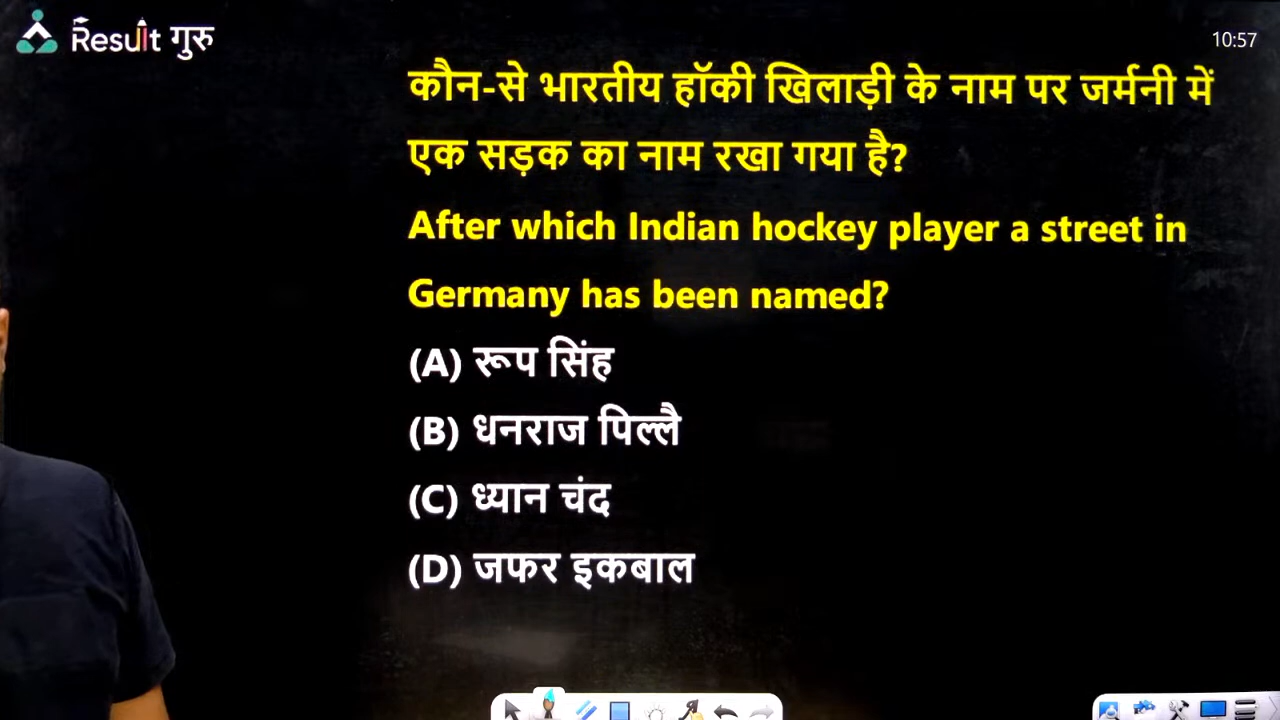 Result गुरु
10:57
कौन-से भारतीय हॉकी खिलाड़ी के नाम पर जर्मनी में
एक सड़क का नाम रखा गया है?
After which Indian hockey player a street in
Germany has been named?
(A) रूप सिंह
(B) धनराज पिल्लै
(C) ध्यान चंद
(D) जफर इकबाल